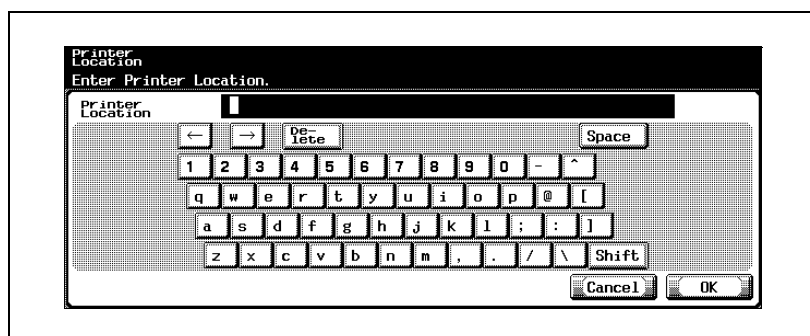 Printer
Location
Enter Printer Location.
Printer
Location
← → De-
lete Space
1 2 3 4 5 6 7 8 9 0 - ^
q w e r t y u i o p @ [
a s d f g h j k l ; : ]
z x c v b n m , . / \ Shift
Cancel OK